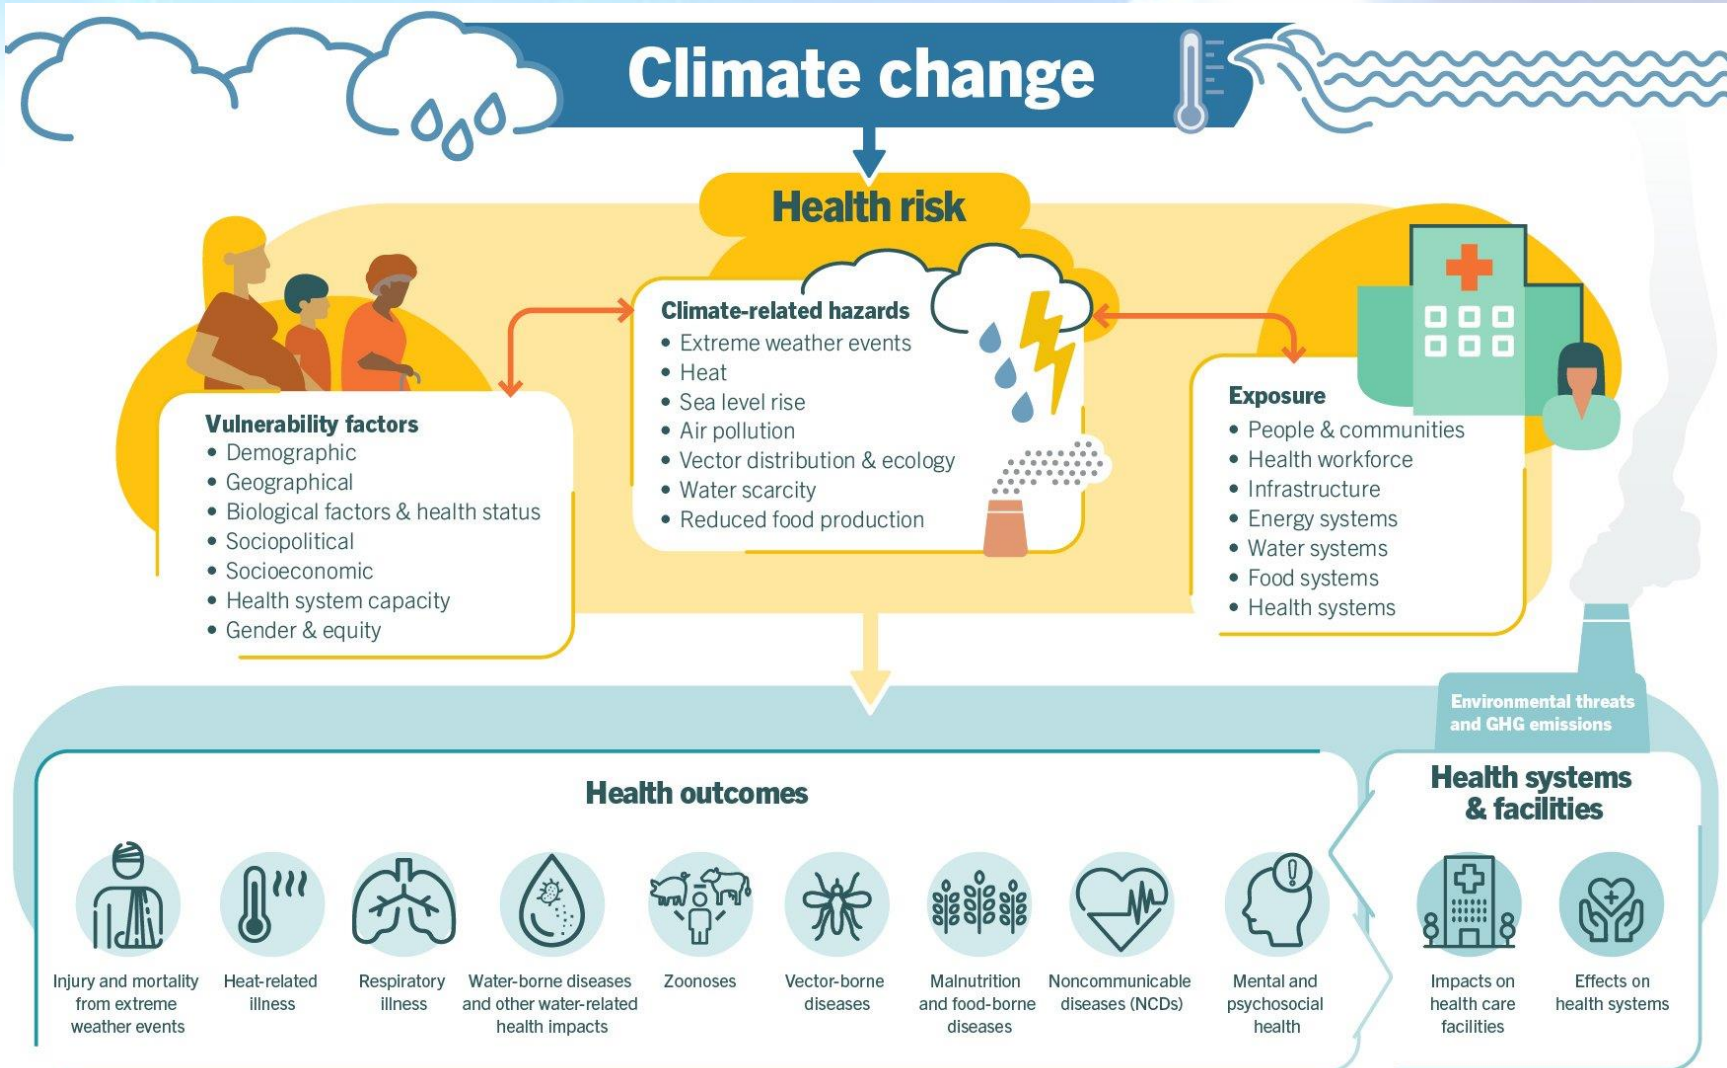 Climate change
Health risk
Vulnerability factors
• Demographic
• Geographical
• Biological factors & health status
• Sociopolitical
• Socioeconomic
• Health system capacity
• Gender & equity
Climate-related hazards
• Extreme weather events
• Heat
• Sea level rise
• Air pollution
• Vector distribution & ecology
• Water scarcity
• Reduced food production
Exposure
• People & communities
• Health workforce
• Infrastructure
• Energy systems
• Water systems
• Food systems
• Health systems
Environmental threats
and GHG emissions
Health outcomes
Injury and mortality
from extreme
weather events
Heat-related
illness
Respiratory
illness
Water-borne diseases
and other water-related
health impacts
Zoonoses
Vector-borne
diseases
Malnutrition
and food-borne
diseases
Noncommunicable
diseases (NCDs)
Mental and
psychosocial
health
Health systems
& facilities
Impacts on
health care
facilities
Effects on
health systems